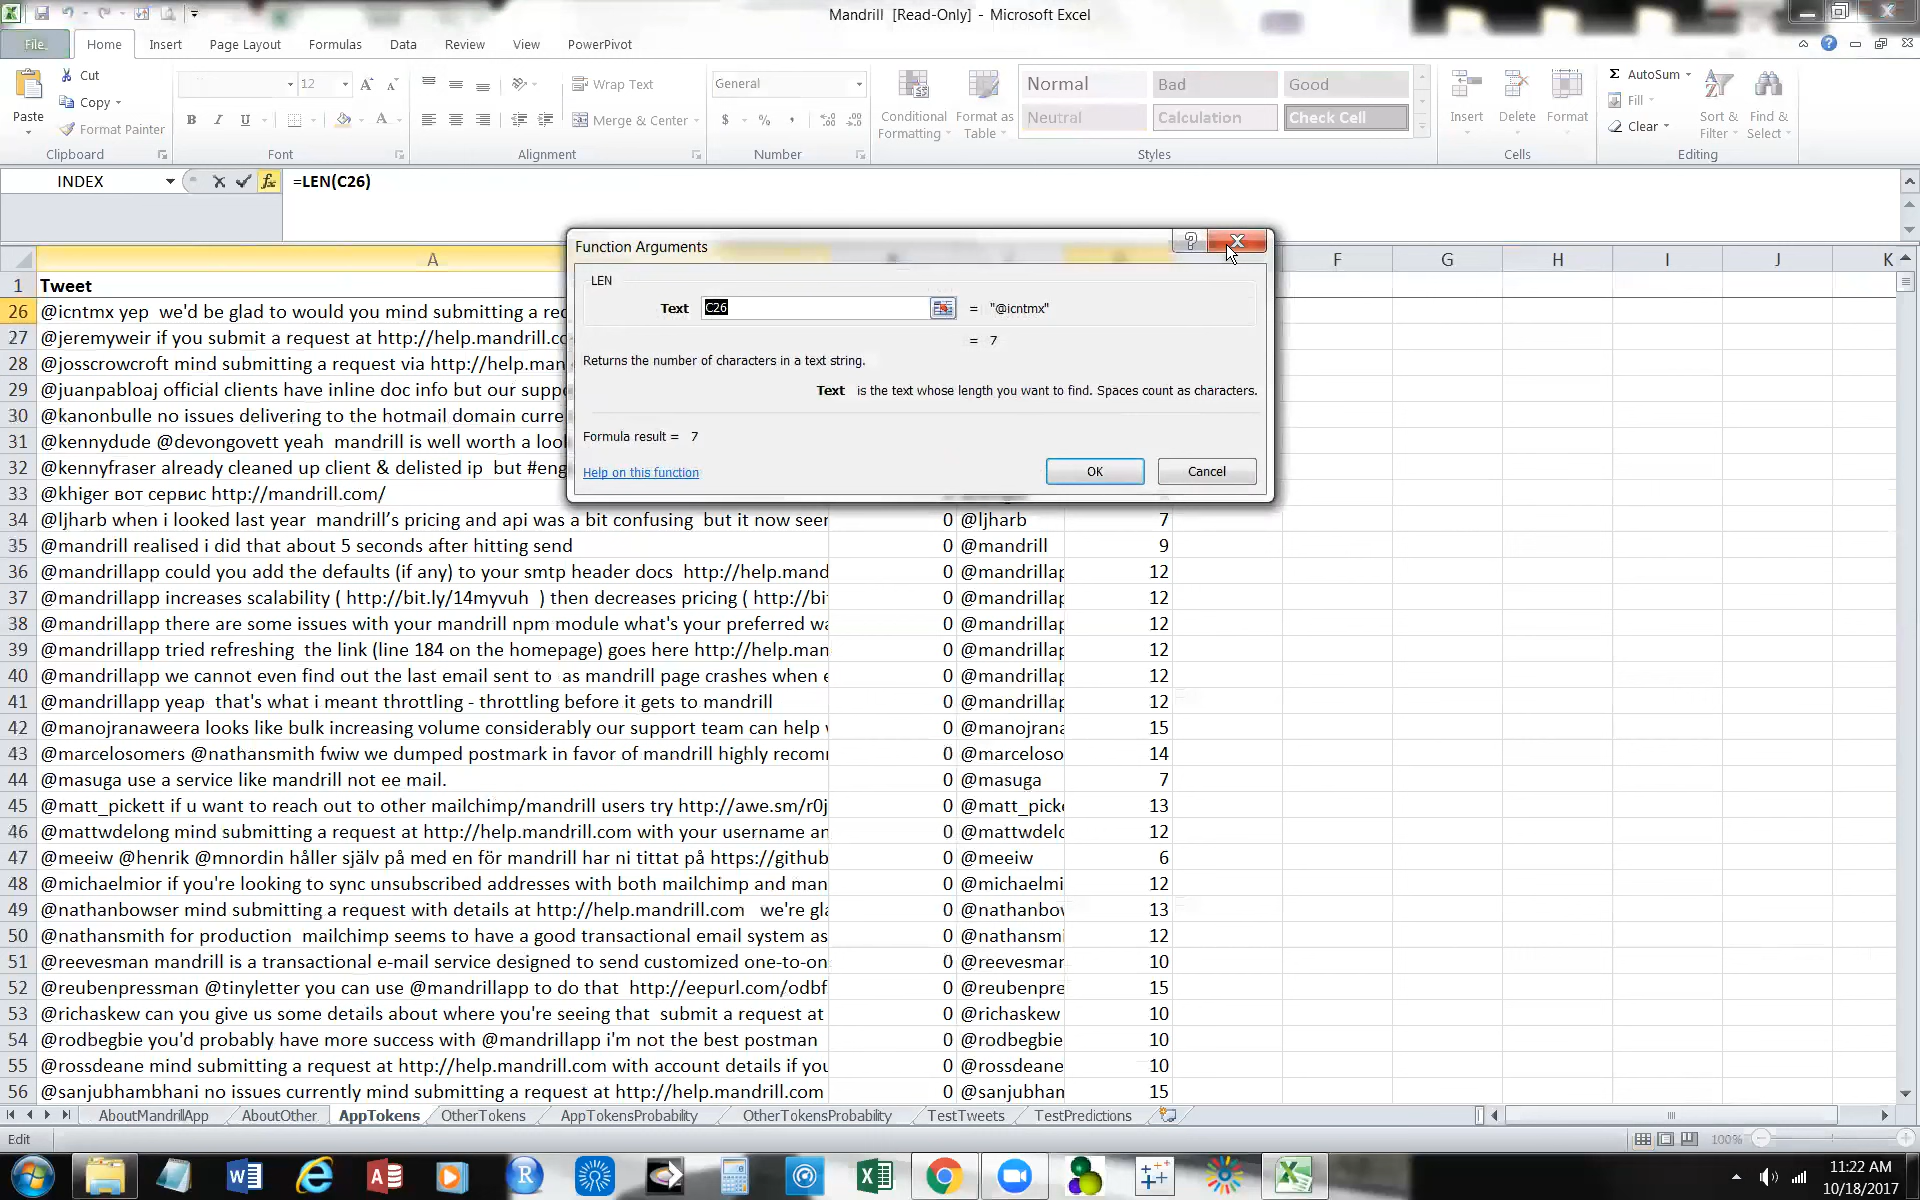 Mandrill [Read-Only] - Microsoft Excel
File Home Insert Page Layout Formulas Data Review View PowerPivot
Paste
Cut
Copy
Format Painter
Clipboard
12
B I U
Font
Wrap Text
Merge & Center
Alignment
General
$ % ,
Number
Conditional Formatting
Format as Table
Normal Bad Good
Neutral Calculation Check Cell
Styles
Insert Delete Format
Cells
AutoSum
Fill
Clear
Sort & Filter
Find & Select
Editing
INDEX
=LEN(C26)
A F G H I J K
Function Arguments
LEN
Text C26 = "@icntmx"
= 7
Returns the number of characters in a text string.
Text is the text whose length you want to find. Spaces count as characters.
Formula result = 7
Help on this function
OK Cancel
1 Tweet
26 @icntmx yep we'd be glad to would you mind submitting a req
27 @jeremyweir if you submit a request at http://help.mandrill.co
28 @josscrowcroft mind submitting a request via http://help.man
29 @juanpabloaj official clients have inline doc info but our supp
30 @kanonbulle no issues delivering to the hotmail domain curre
31 @kennydude @devongovett yeah mandrill is well worth a loo
32 @kennyfraser already cleaned up client & delisted ip but #eng
33 @khiger вот сервис http://mandrill.com/
34 @ljharb when i looked last year mandrill’s pricing and api was a bit confusing but it now seer 0 @ljharb 7
35 @mandrill realised i did that about 5 seconds after hitting send 0 @mandrill 9
36 @mandrillapp could you add the defaults (if any) to your smtp header docs http://help.mand 0 @mandrillap 12
37 @mandrillapp increases scalability ( http://bit.ly/14myvuh ) then decreases pricing ( http://bi 0 @mandrillap 12
38 @mandrillapp there are some issues with your mandrill npm module what's your preferred wa 0 @mandrillap 12
39 @mandrillapp tried refreshing the link (line 184 on the homepage) goes here http://help.man 0 @mandrillap 12
40 @mandrillapp we cannot even find out the last email sent to as mandrill page crashes when e 0 @mandrillap 12
41 @mandrillapp yeap that's what i meant throttling - throttling before it gets to mandrill 0 @mandrillap 12
42 @manojranaweera looks like bulk increasing volume considerably our support team can help 0 @manojrana 15
43 @marcelosomers @nathansmith fwiw we dumped postmark in favor of mandrill highly recom 0 @marceloso 14
44 @masuga use a service like mandrill not ee mail. 0 @masuga 7
45 @matt_pickett if u want to reach out to other mailchimp/mandrill users try http://awe.sm/r0j 0 @matt_picke 13
46 @mattwdelong mind submitting a request at http://help.mandrill.com with your username an 0 @mattwdelo 12
47 @meeiw @henrik @mnordin håller själv på med en för mandrill har ni tittat på https://github 0 @meeiw 6
48 @michaelmior if you're looking to sync unsubscribed addresses with both mailchimp and man 0 @michaelmi 12
49 @nathanbowser mind submitting a request with details at http://help.mandrill.com we're gla 0 @nathanbow 13
50 @nathansmith for production mailchimp seems to have a good transactional email system as 0 @nathansmi 12
51 @reevesman mandrill is a transactional e-mail service designed to send customized one-to-on 0 @reevesman 10
52 @reubenpressman @tinyletter you can use @mandrillapp to do that http://eepurl.com/odbf 0 @reubenpre 15
53 @richaskew can you give us some details about where you're seeing that submit a request at 0 @richaskew 10
54 @rodbegbie you'd probably have more success with @mandrillapp i'm not the best postman 0 @rodbegbie 10
55 @rossdeane mind submitting a request at http://help.mandrill.com with account details if you 0 @rossdeane 10
56 @sanjubhambhani no issues currently mind submitting a request at http://help.mandrill.com 0 @sanjubham 15
AboutMandrillApp AboutOther AppTokens OtherTokens AppTokensProbability OtherTokensProbability TestTweets TestPredictions
Edit
100%
11:22 AM
10/18/2017